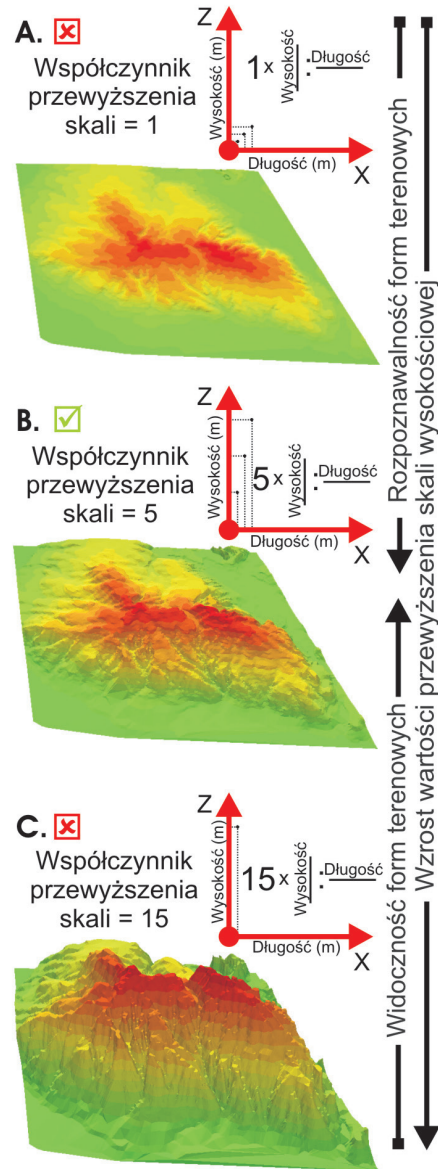 A.
Współczynnik
przewyższenia
skali = 1
Z
Wysokość (m)
1x Wysokość : Długość
Długość (m)
X
B.
Współczynnik
przewyższenia
skali = 5
Z
Wysokość (m)
5x Wysokość : Długość
Długość (m)
X
C.
Współczynnik
przewyższenia
skali = 15
Z
Wysokość (m)
15x Wysokość : Długość
Długość (m)
X
Rozpoznawalność form terenowych
Widoczność form terenowych
Wzrost wartości przewyższenia skali wysokościowej